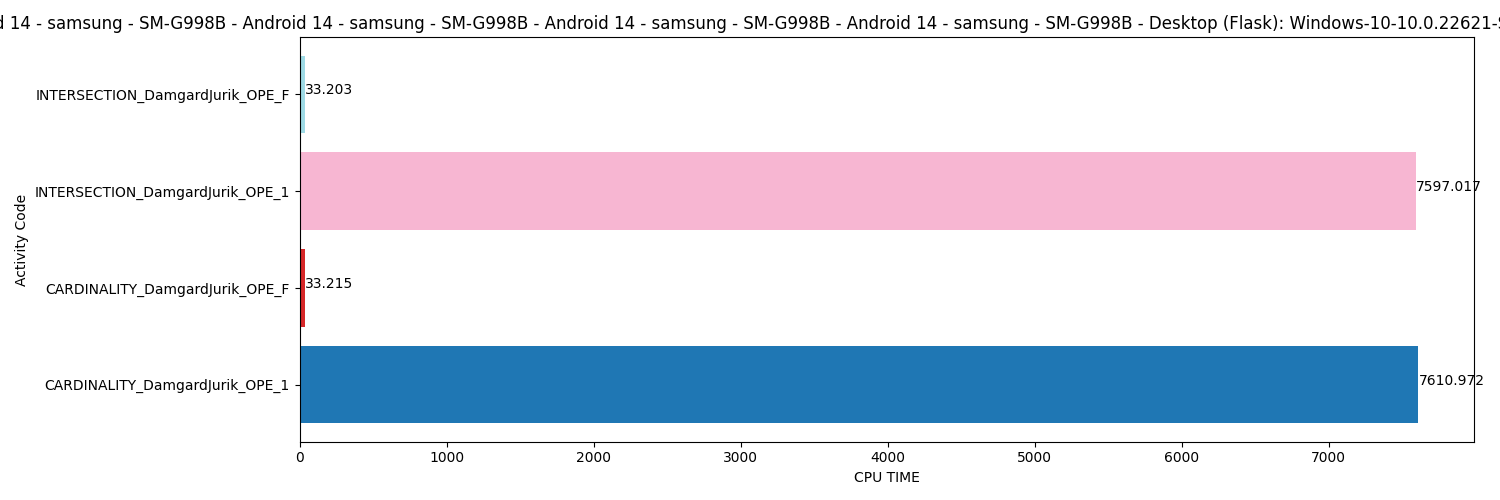 14 - samsung - SM-G998B - Android 14 - samsung - SM-G998B - Android 14 - samsung - SM-G998B - Android 14 - samsung - SM-G998B - Desktop (Flask): Windows-10-10.0.22621-
INTERSECTION_DamgardJurik_OPE_F
33.203
INTERSECTION_DamgardJurik_OPE_1
7597.017
CARDINALITY_DamgardJurik_OPE_F
33.215
CARDINALITY_DamgardJurik_OPE_1
7610.972
Activity Code
0 1000 2000 3000 4000 5000 6000 7000
CPU TIME